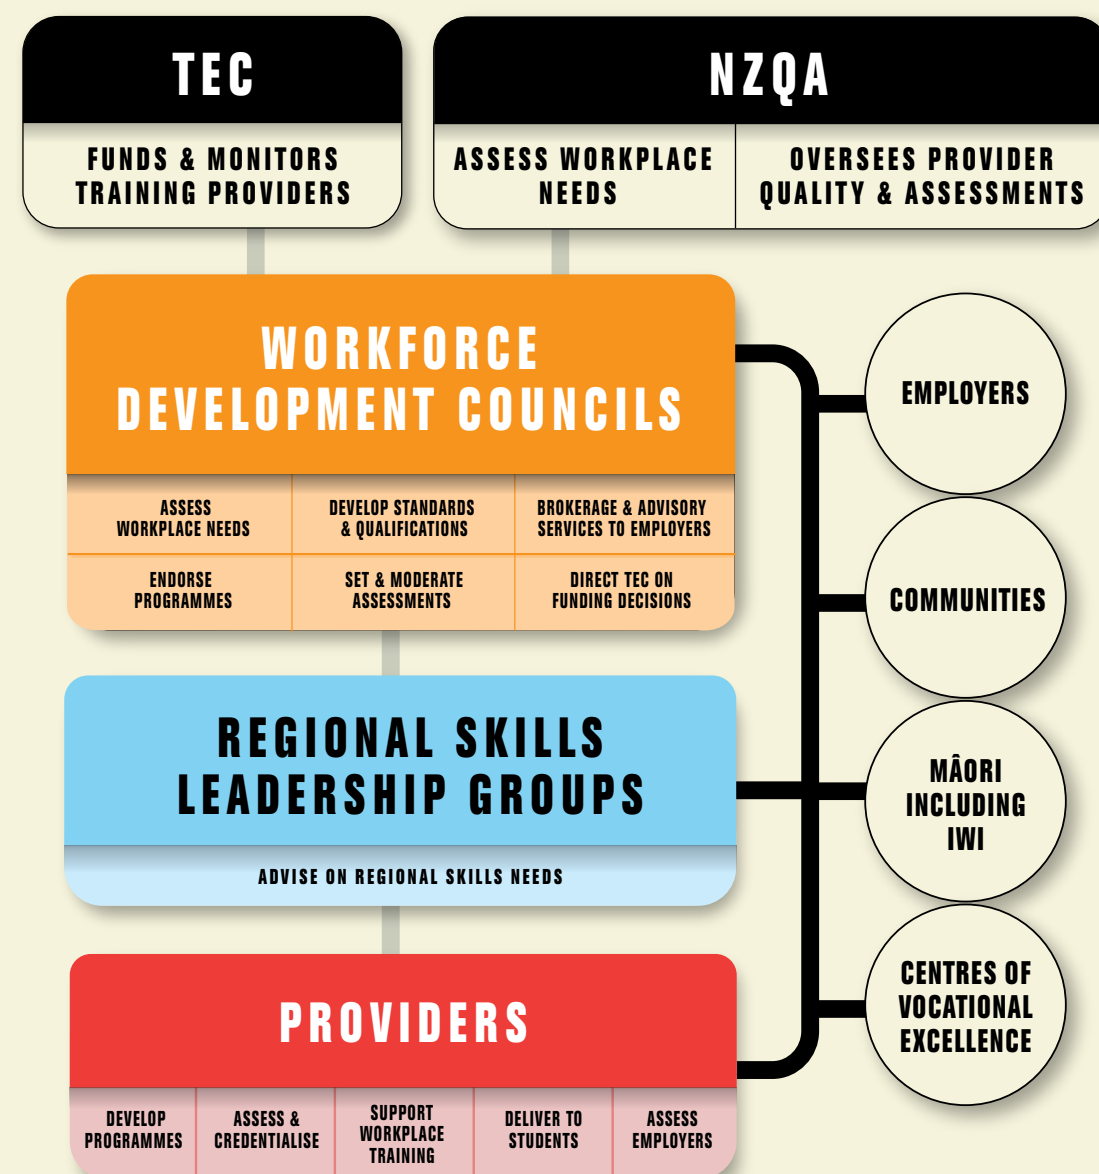 TEC
FUNDS & MONITORS
TRAINING PROVIDERS
NZQA
ASSESS WORKPLACE
NEEDS
OVERSEES PROVIDER
QUALITY & ASSESSMENTS
WORKFORCE
DEVELOPMENT COUNCILS
ASSESS
WORKPLACE NEEDS
DEVELOP STANDARDS
& QUALIFICATIONS
BROKERAGE & ADVISORY
SERVICES TO EMPLOYERS
ENDORSE
PROGRAMMES
SET & MODERATE
ASSESSMENTS
DIRECT TEC ON
FUNDING DECISIONS
REGIONAL SKILLS
LEADERSHIP GROUPS
ADVISE ON REGIONAL SKILLS NEEDS
PROVIDERS
DEVELOP
PROGRAMMES
ASSESS &
CREDENTIALISE
SUPPORT
WORKPLACE
TRAINING
DELIVER TO
STUDENTS
ASSESS
EMPLOYERS
EMPLOYERS
COMMUNITIES
MÂORI
INCLUDING
IWI
CENTRES OF
VOCATIONAL
EXCELLENCE